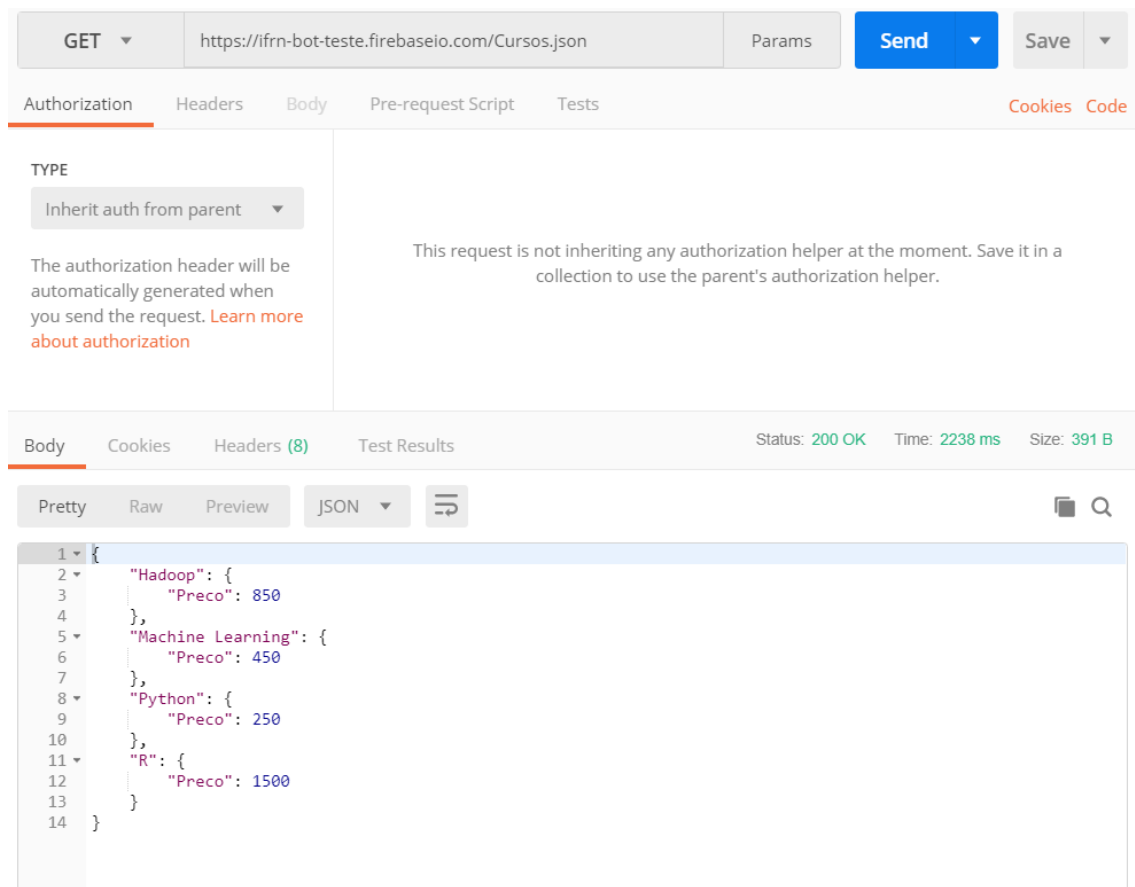 GET https://ifrn-bot-teste.firebaseio.com/Cursos.json Params Send Save
Authorization Headers Body Pre-request Script Tests Cookies Code
TYPE
Inherit auth from parent
The authorization header will be
automatically generated when
you send the request. Learn more
about authorization
This request is not inheriting any authorization helper at the moment. Save it in a
collection to use the parent's authorization helper.
Body Cookies Headers (8) Test Results Status: 200 OK Time: 2238 ms Size: 391 B
Pretty Raw Preview JSON
1 {
2 "Hadoop": {
3 "Preco": 850
4 },
5 "Machine Learning": {
6 "Preco": 450
7 },
8 "Python": {
9 "Preco": 250
10 },
11 "R": {
12 "Preco": 1500
13 }
14 }